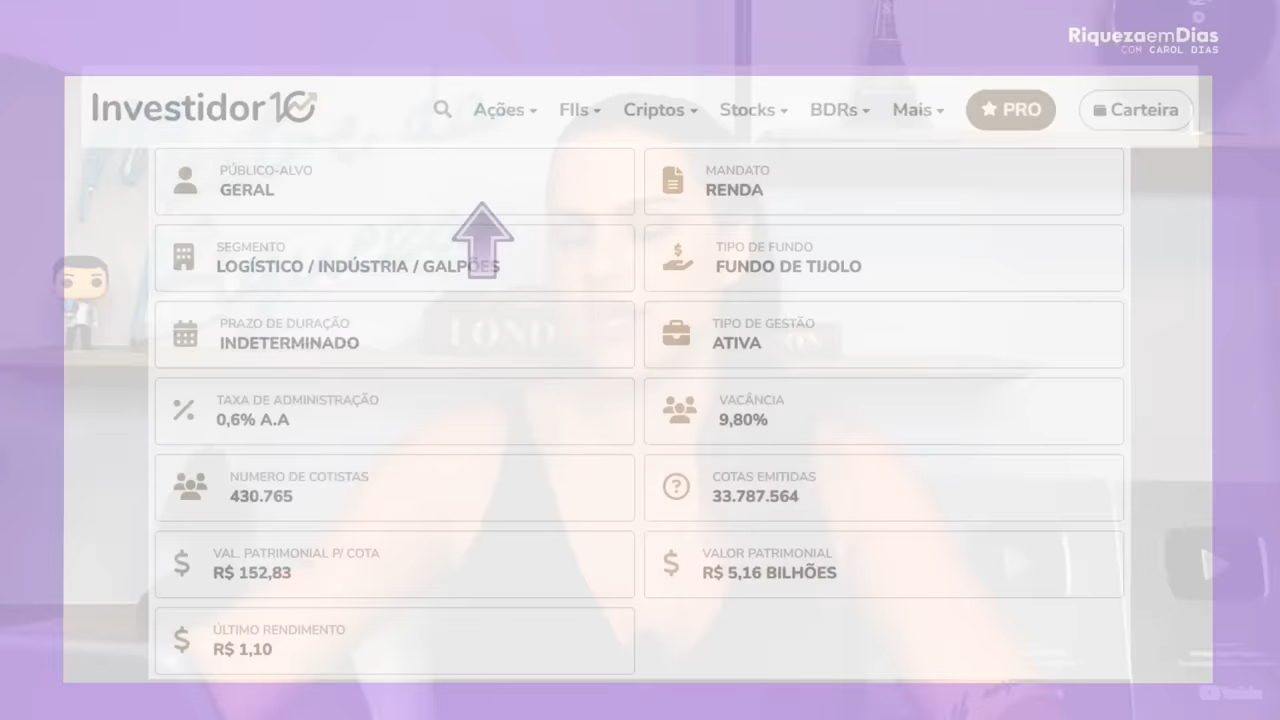 RiquezaemDias
COM CAROL DIAS
Investidor10
Ações
FIIs
Criptos
Stocks
BDRs
Mais
PRO
Carteira
PÚBLICO-ALVO
GERAL
MANDATO
RENDA
SEGMENTO
LOGÍSTICO / INDÚSTRIA / GALPÕES
TIPO DE FUNDO
FUNDO DE TIJOLO
PRAZO DE DURAÇÃO
INDETERMINADO
TIPO DE GESTÃO
ATIVA
TAXA DE ADMINISTRAÇÃO
0,6% A.A
VACÂNCIA
9,80%
NUMERO DE COTISTAS
430.765
COTAS EMITIDAS
33.787.564
VAL. PATRIMONIAL P/ COTA
R$ 152,83
VALOR PATRIMONIAL
R$ 5,16 BILHÕES
ÚLTIMO RENDIMENTO
R$ 1,10
LOND
ON
YouTube